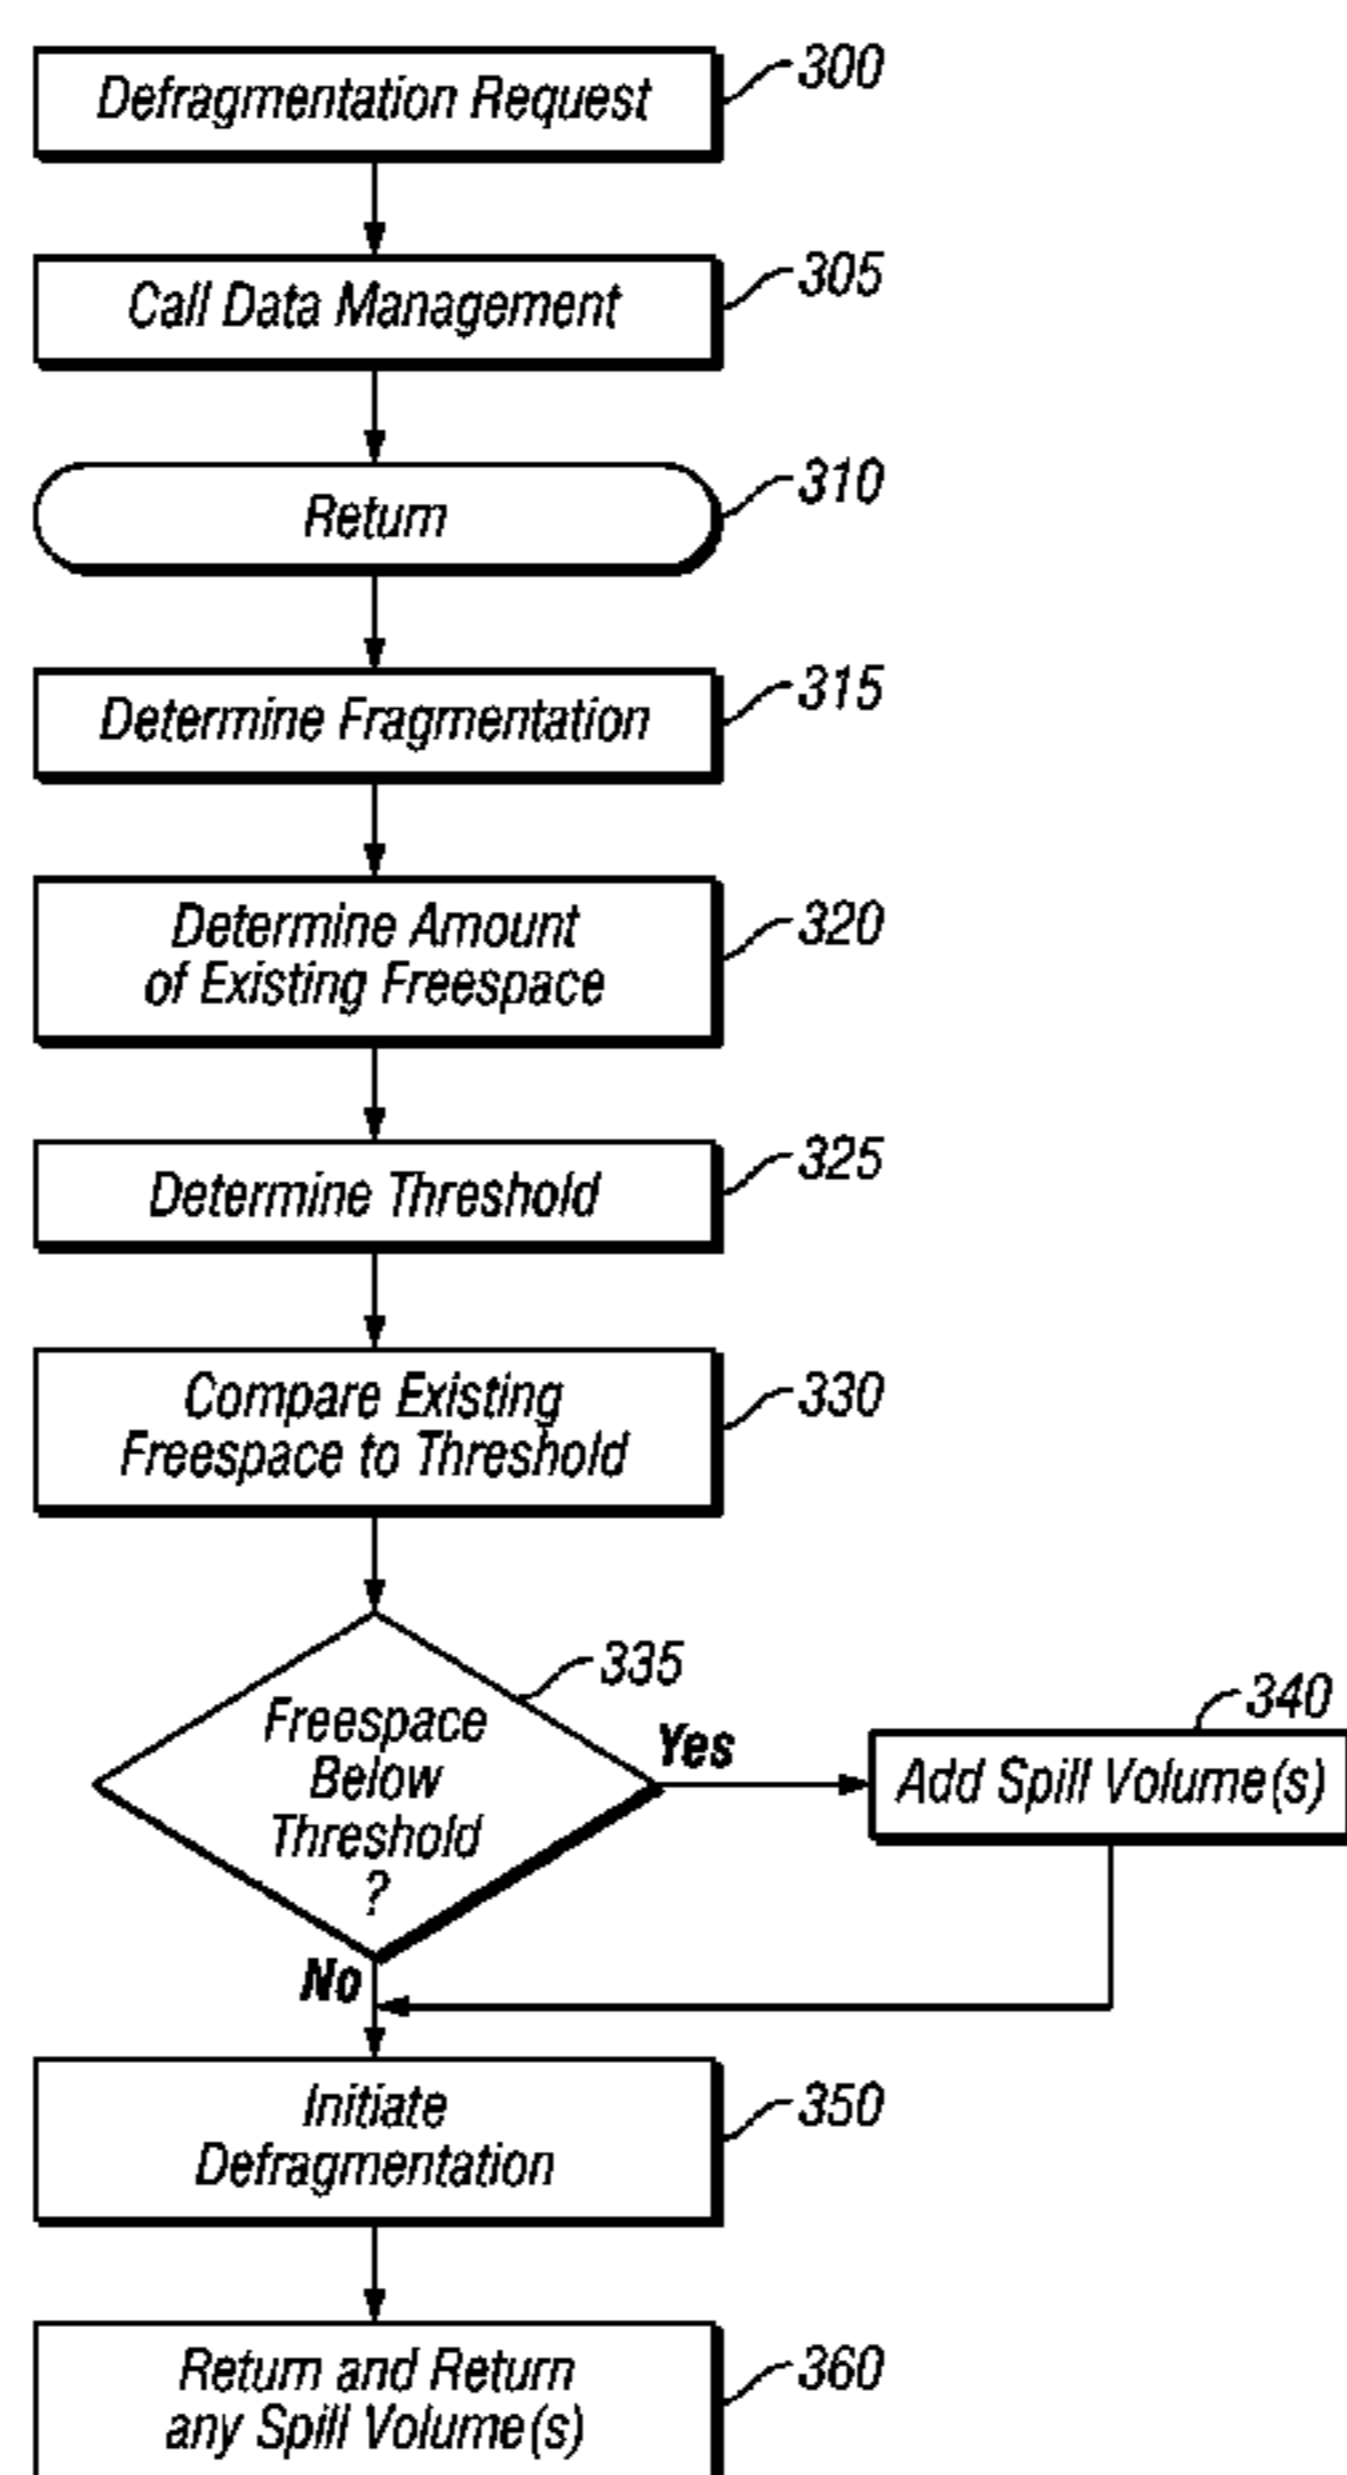 Defragmentation Request
300
Call Data Management
305
Return
310
Determine Fragmentation
315
Determine Amount
of Existing Freespace
320
Determine Threshold
325
Compare Existing
Freespace to Threshold
330
Freespace
Below
Threshold
?
335
Yes
340
Add Spill Volume(s)
No
Initiate
Defragmentation
350
Return and Return
any Spill Volume(s)
360